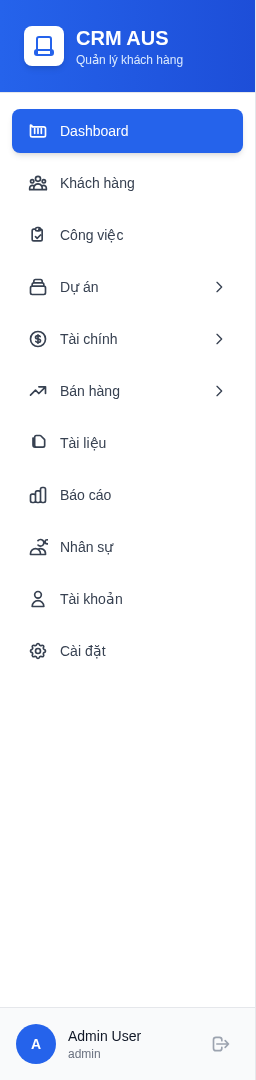 CRM AUS
Quản lý khách hàng
Dashboard
Khách hàng
Công việc
Dự án
Tài chính
Bán hàng
Tài liệu
Báo cáo
Nhân sự
Tài khoản
Cài đặt
A
Admin User
admin